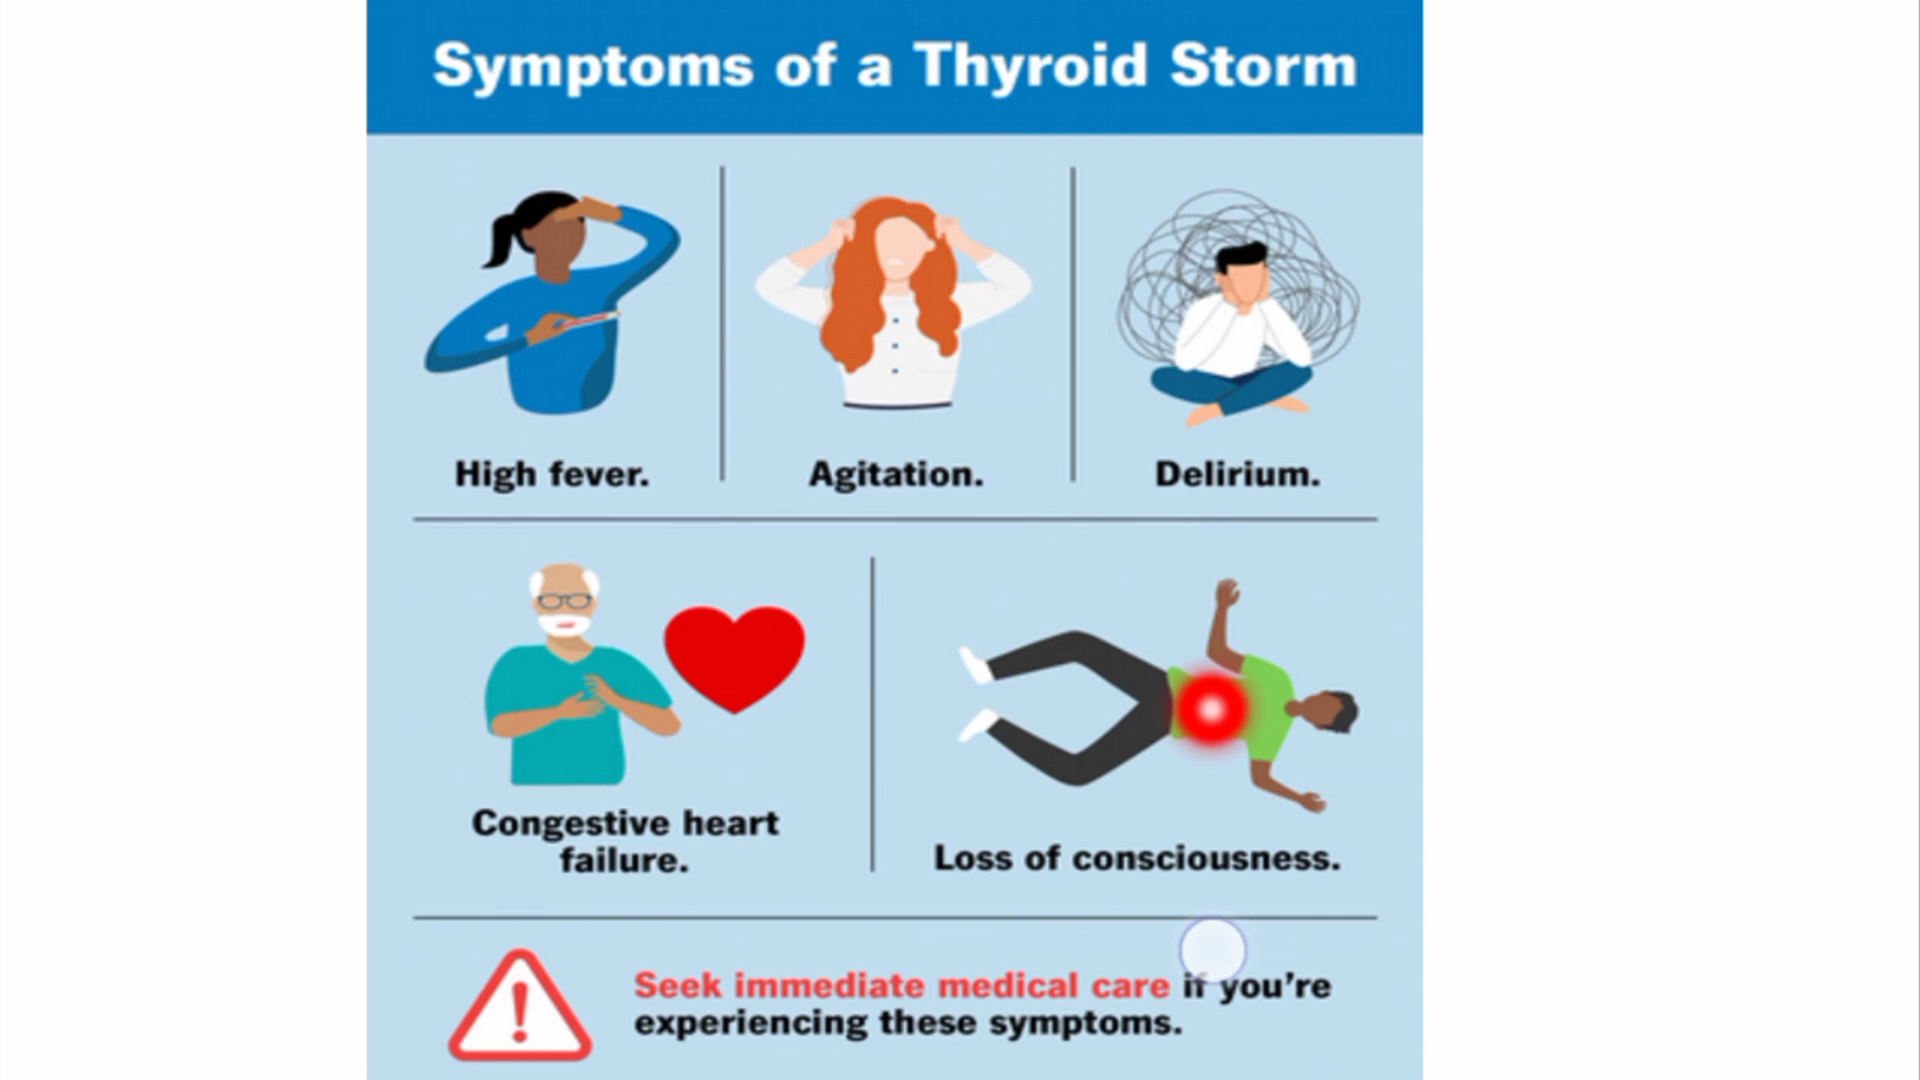 Symptoms of a Thyroid Storm
High fever.
Agitation.
Delirium.
Congestive heart
failure.
Loss of consciousness.
Seek immediate medical care if you're
experiencing these symptoms.